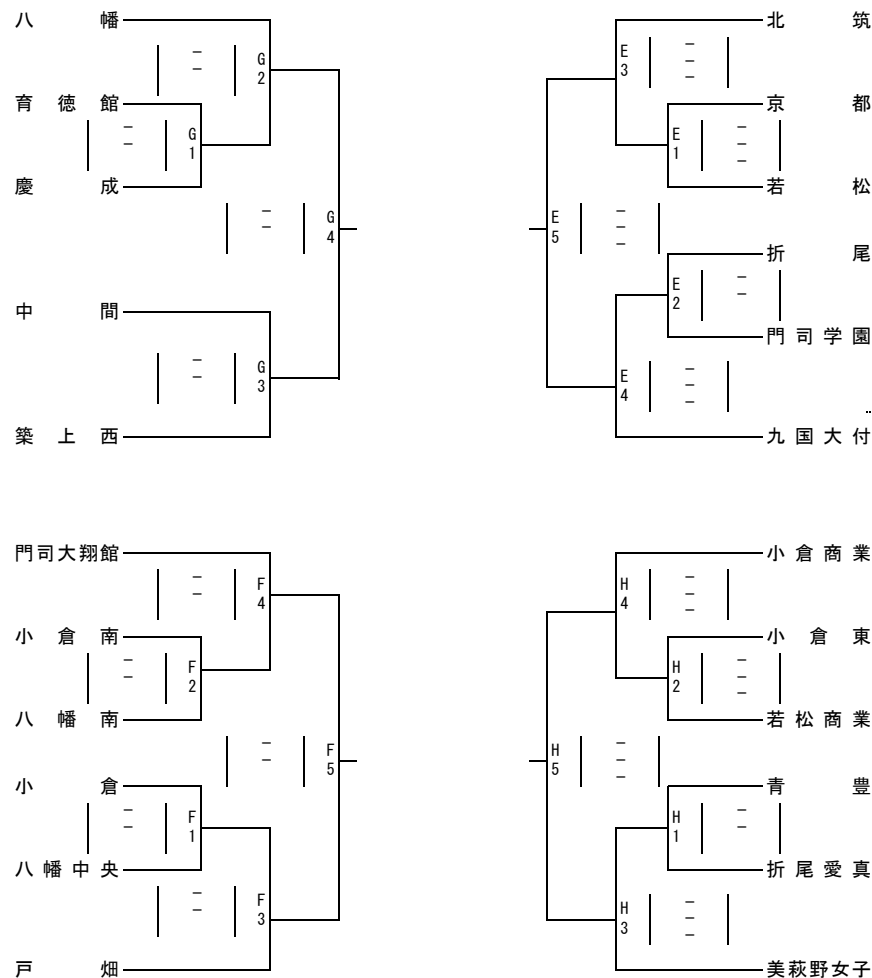 八幡
G2
育徳館
G1
慶成
G4
中間
G3
築上西
北筑
E3
京都
E1
若松
E5
折尾
E2
門司学園
E4
九国大付
門司大翔館
F4
小倉南
F2
八幡南
F5
小倉
F1
八幡中央
F3
戸畑
小倉商業
H4
小倉東
H2
若松商業
H5
青豊
H1
折尾愛真
H3
美萩野女子